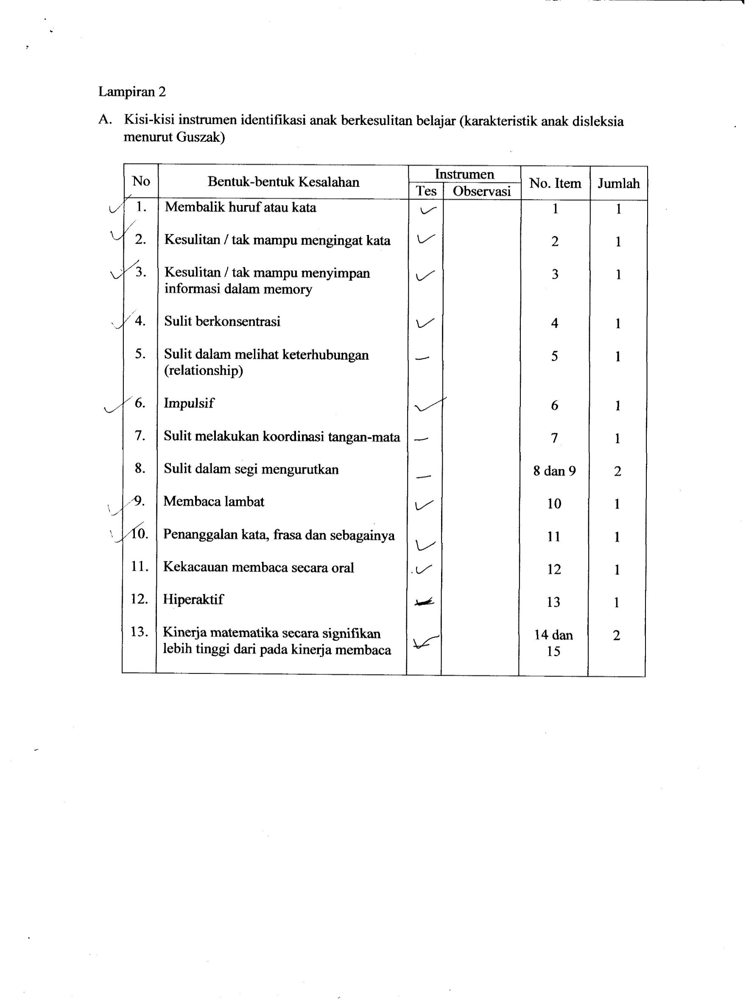 Lampiran 2
A. Kisi-kisi instrumen identifikasi anak berkesulitan belajar (karakteristik anak disleksia
menurut Guszak)
No Bentuk-bentuk Kesalahan Instrumen No. Item Jumlah
Tes Observasi
✓ 1. Membalik huruf atau kata ✓ 1 1
✓ 2. Kesulitan / tak mampu mengingat kata ✓ 2 1
✓ 3. Kesulitan / tak mampu menyimpan ✓ 3 1
informasi dalam memory
✓ 4. Sulit berkonsentrasi ✓ 4 1
5. Sulit dalam melihat keterhubungan — 5 1
(relationship)
✓ 6. Impulsif ✓ 6 1
7. Sulit melakukan koordinasi tangan-mata — 7 1
8. Sulit dalam segi mengurutkan — 8 dan 9 2
✓ 9. Membaca lambat ✓ 10 1
✓ 10. Penanggalan kata, frasa dan sebagainya ✓ 11 1
11. Kekacauan membaca secara oral ✓ 12 1
12. Hiperaktif 13 1
13. Kinerja matematika secara signifikan ✓ 14 dan 2
lebih tinggi dari pada kinerja membaca 15